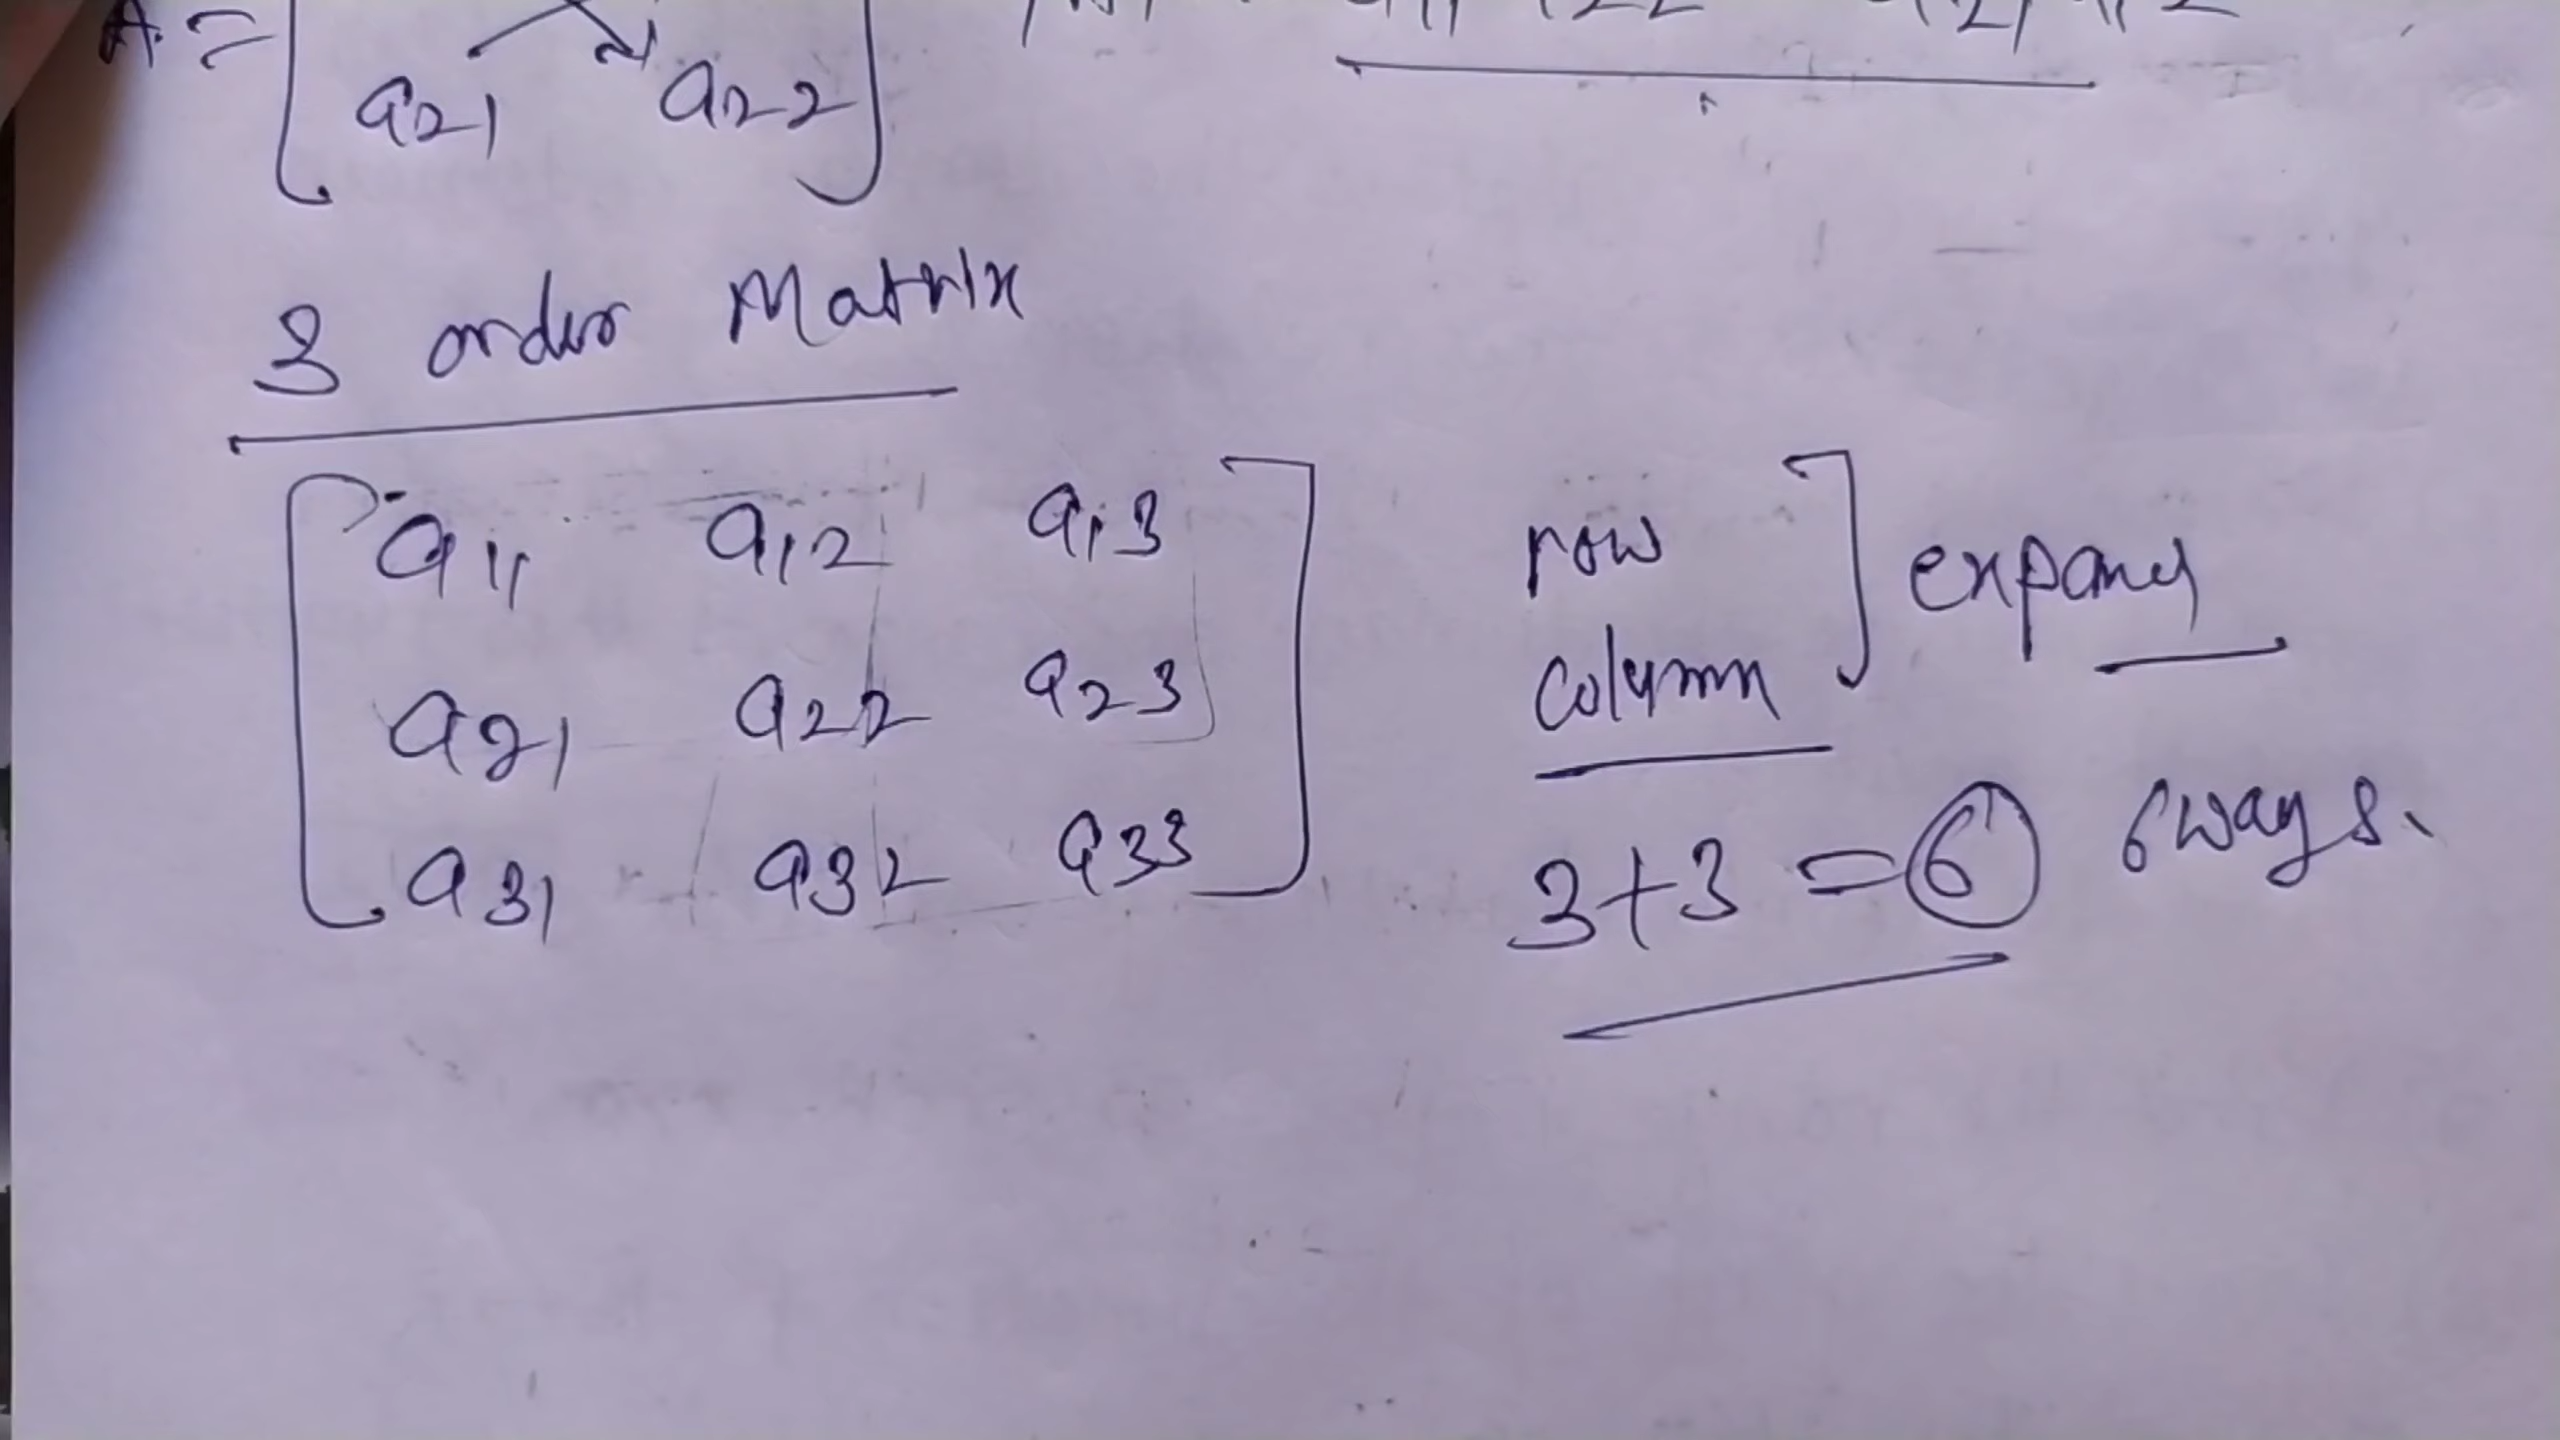 A =
a21 a22
3 order Matrix
a11 a12 a13
a21 a22 a23
a31 a32 a33
row
column
expand
3+3 = 6 6 ways.